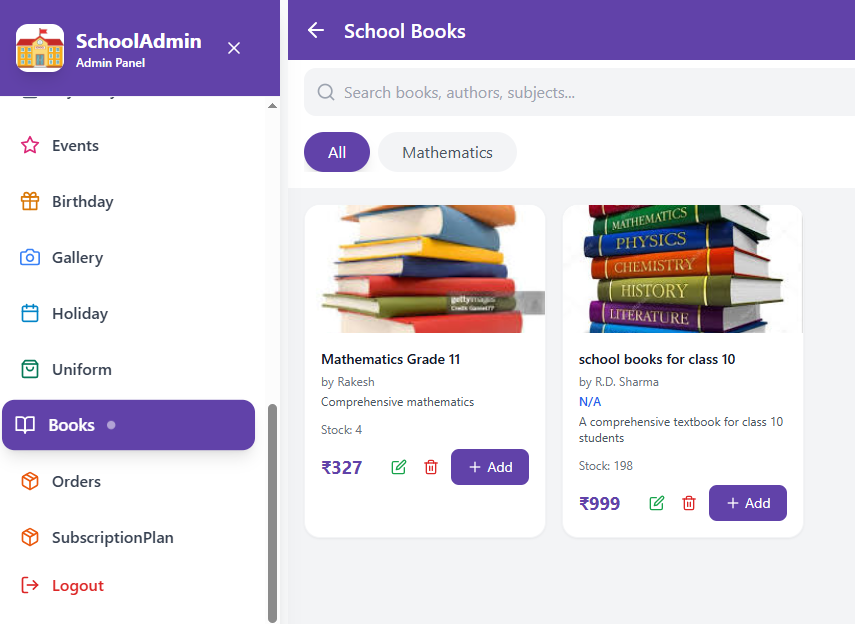 SchoolAdmin
Admin Panel
Events
Birthday
Gallery
Holiday
Uniform
Books
Orders
SubscriptionPlan
Logout
School Books
Search books, authors, subjects...
All
Mathematics
gettyimages
Mathematics Grade 11
by Rakesh
Comprehensive mathematics
Stock: 4
₹327
Add
MATHEMATICS
PHYSICS
CHEMISTRY
HISTORY
LITERATURE
school books for class 10
by R.D. Sharma
N/A
A comprehensive textbook for class 10
students
Stock: 198
₹999
Add